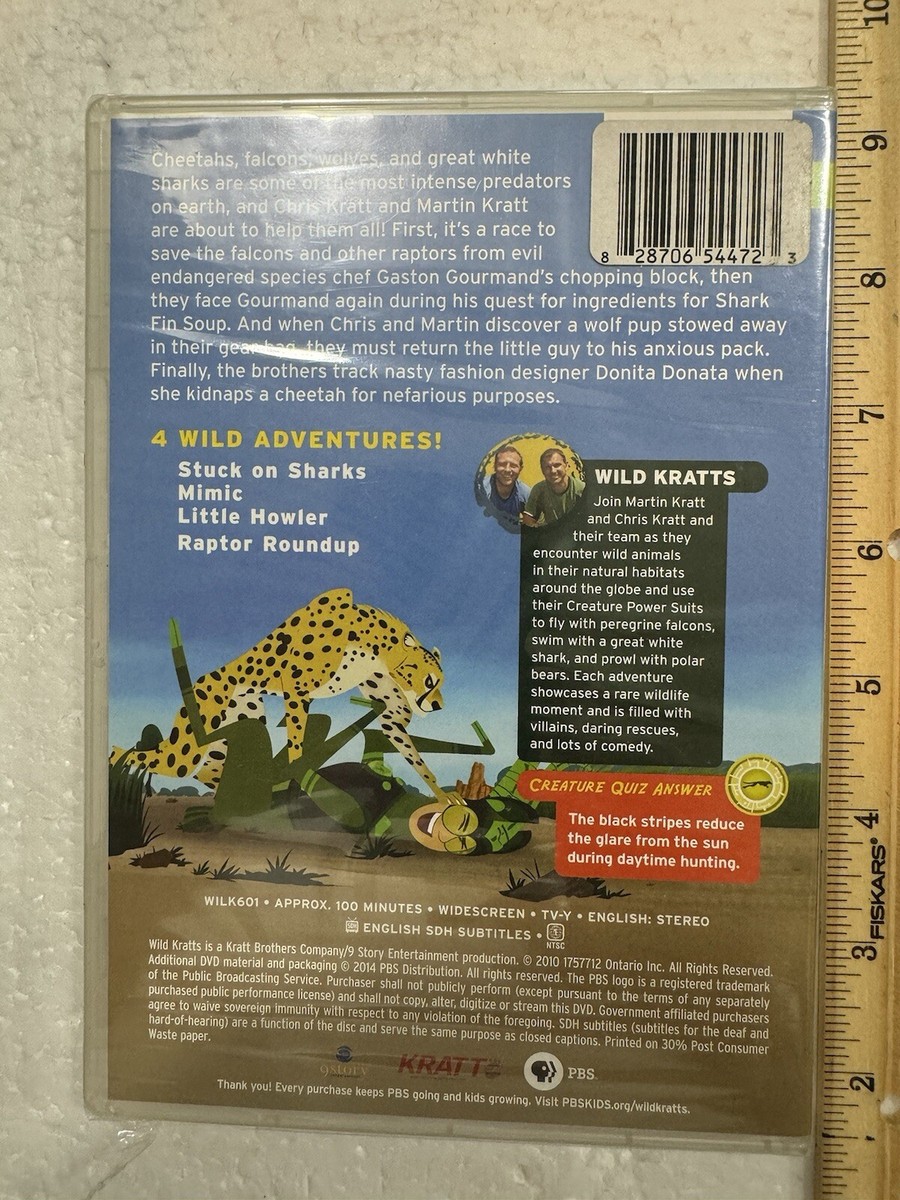 Cheetahs, falcons, wolves, and great white
sharks are some of the most intense predators
on earth, and Chris Kratt and Martin Kratt
are about to help them all! First, it's a race to
save the falcons and other raptors from evil
endangered species chef Gaston Gourmand's chopping block, then
they face Gourmand again during his quest for ingredients for Shark
Fin Soup. And when Chris and Martin discover a wolf pup stowed away
in their gear bag, they must return the little guy to his anxious pack.
Finally, the brothers track nasty fashion designer Donita Donata when
she kidnaps a cheetah for nefarious purposes.
8 28706 54472 3
4 WILD ADVENTURES!
Stuck on Sharks
Mimic
Little Howler
Raptor Roundup
WILD KRATTS
Join Martin Kratt
and Chris Kratt and
their team as they
encounter wild animals
in their natural habitats
around the globe and use
their Creature Power Suits
to fly with peregrine falcons,
swim with a great white
shark, and prowl with polar
bears. Each adventure
showcases a rare wildlife
moment and is filled with
villains, daring rescues,
and lots of comedy.
CREATURE QUIZ ANSWER
The black stripes reduce
the glare from the sun
during daytime hunting.
WILK601 • APPROX. 100 MINUTES • WIDESCREEN • TV-Y • ENGLISH: STEREO
ENGLISH SDH SUBTITLES •
NTSC
Wild Kratts is a Kratt Brothers Company/9 Story Entertainment production. © 2010 1757712 Ontario Inc. All Rights Reserved.
Additional DVD material and packaging © 2014 PBS Distribution. All rights reserved. The PBS logo is a registered trademark
of the Public Broadcasting Service. Purchaser shall not publicly perform (except pursuant to the terms of any separately
purchased public performance license) and shall not copy, alter, digitize or stream this DVD. Government affiliated purchasers
agree to waive sovereign immunity with respect to any violation of the foregoing. SDH subtitles (subtitles for the deaf and
hard-of-hearing) are a function of the disc and serve the same purpose as closed captions. Printed on 30% Post Consumer
Waste paper.
9 STORY
KRATT
PBS
Thank you! Every purchase keeps PBS going and kids growing. Visit PBSKIDS.org/wildkratts.
10
9
8
7
6
5
4
FISKARS®
3
2